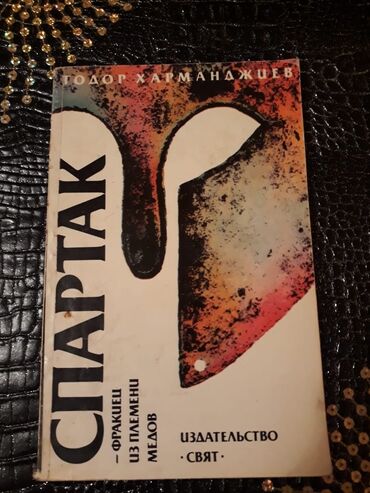 ТОДОР ХАРМАНДЖИЕВ
СПАРТАК
– ФРАКИЕЦ
ИЗ ПЛЕМЕНИ
МЕДОВ
ИЗДАТЕЛЬСТВО
· СВЯТ ·